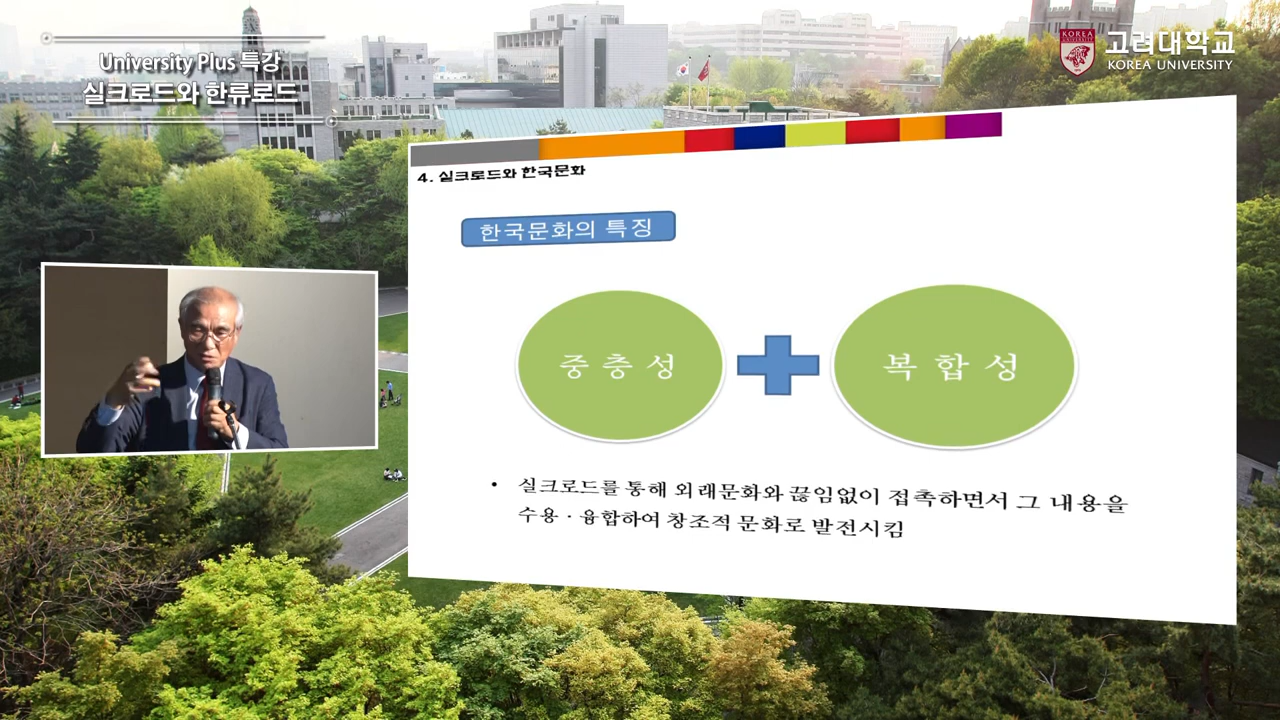 University Plus 특강
실크로드와 한류로드
고려대학교
KOREA UNIVERSITY
KOREA
4. 실크로드와 한국문화
한국문화의 특징
중 층 성
복 합 성
• 실크로드를 통해 외래문화와 끊임없이 접촉하면서 그 내용을
수용 · 융합하여 창조적 문화로 발전시킴